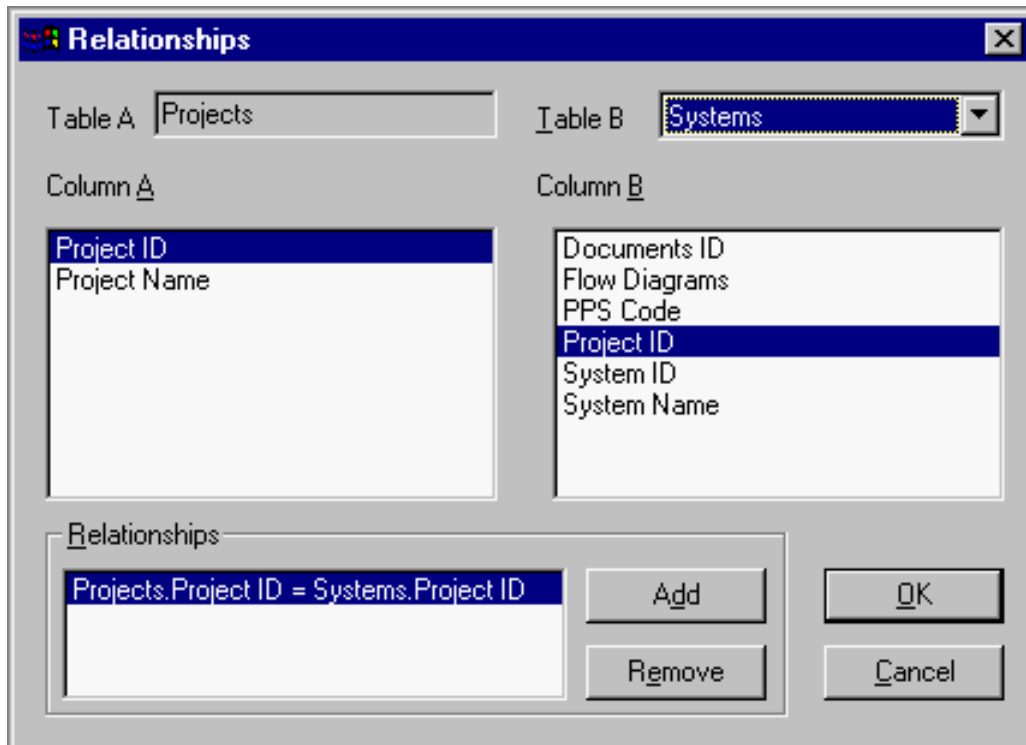 Relationships
Table A Projects
Table B Systems
Column A
Column B
Project ID
Project Name
Documents ID
Flow Diagrams
PPS Code
Project ID
System ID
System Name
Relationships
Projects.Project ID = Systems.Project ID
Add
OK
Remove
Cancel